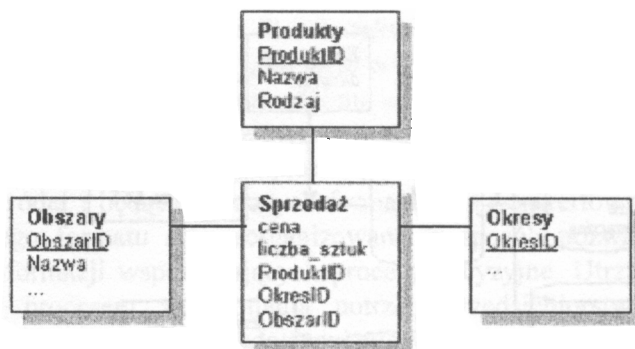 Produkty
ProduktID
Nazwa
Rodzaj
Obszary
ObszarID
Nazwa
...
Sprzedaż
cena
liczba_sztuk
ProduktID
OkresID
ObszarID
Okresy
OkresID